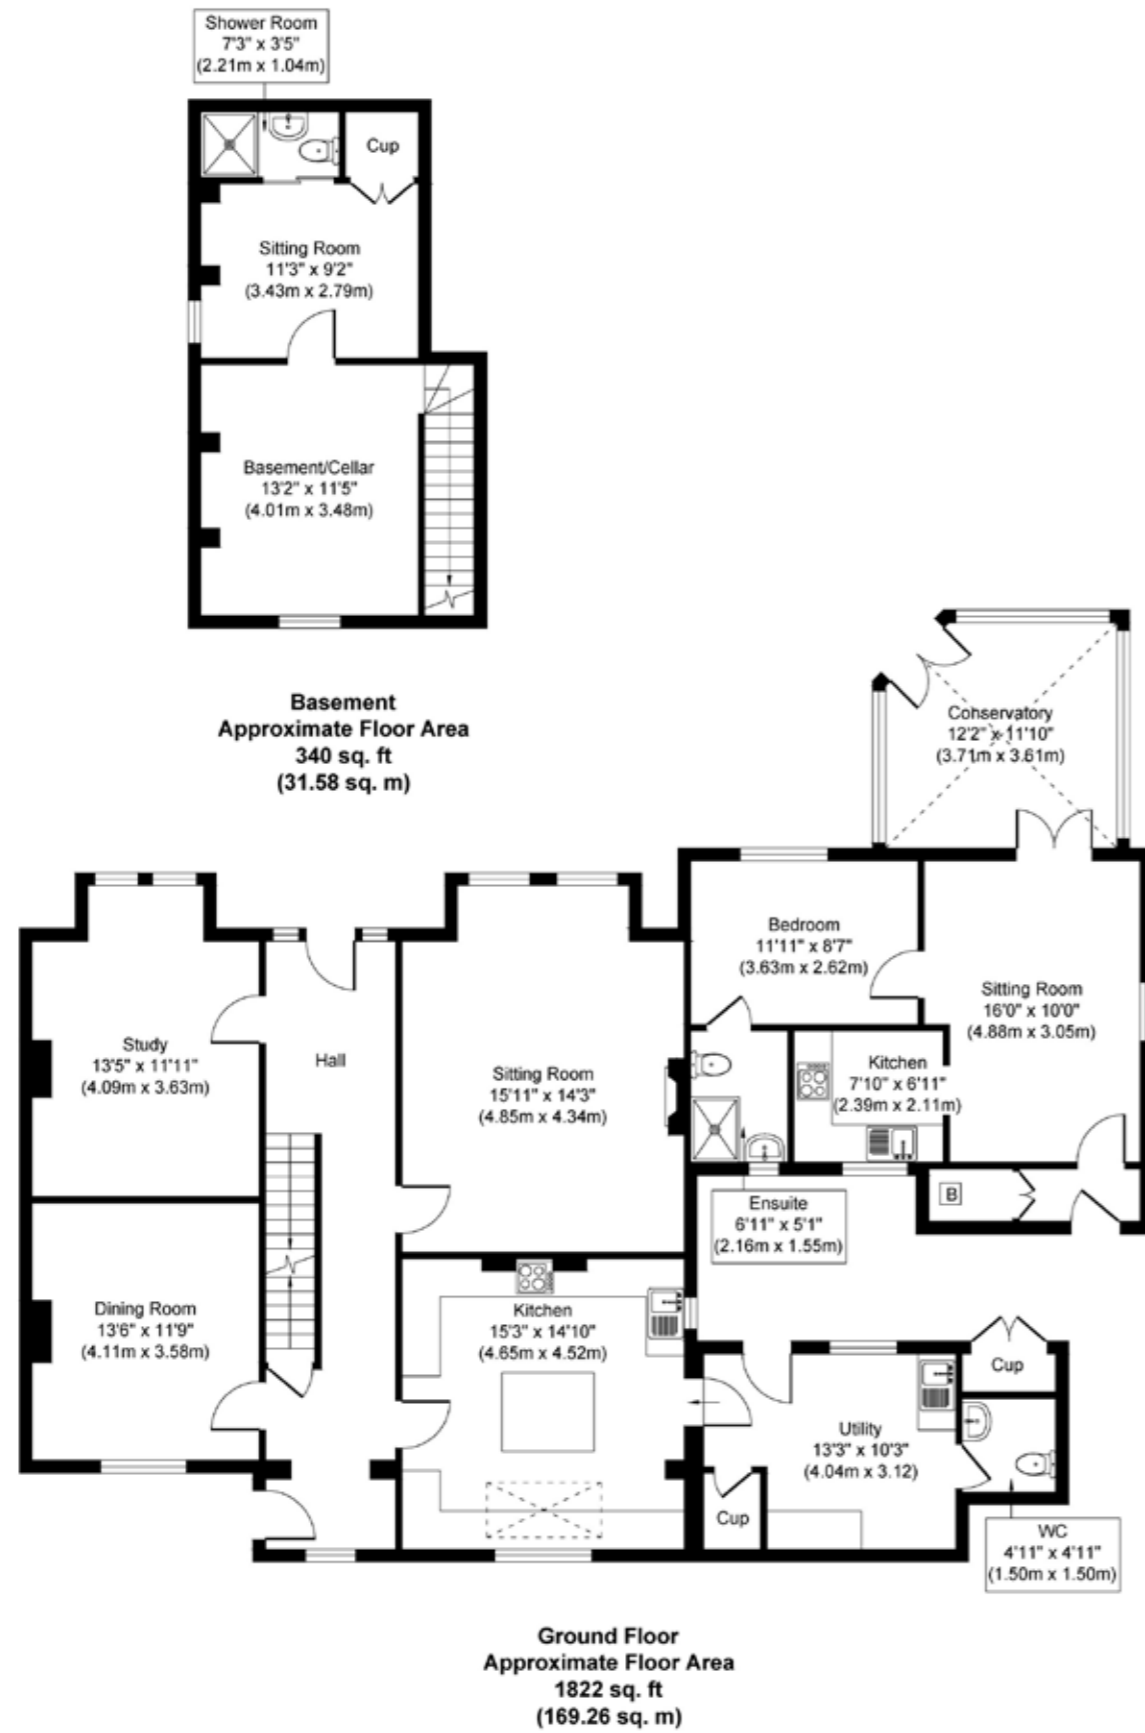 Shower Room
7'3" x 3'5"
(2.21m x 1.04m)
Cup
Sitting Room
11'3" x 9'2"
(3.43m x 2.79m)
Basement/Cellar
13'2" x 11'5"
(4.01m x 3.48m)
Basement
Approximate Floor Area
340 sq. ft
(31.58 sq. m)
Conservatory
12'2" x 11'10"
(3.71m x 3.61m)
Bedroom
11'11" x 8'7"
(3.63m x 2.62m)
Sitting Room
16'0" x 10'0"
(4.88m x 3.05m)
Study
13'5" x 11'11"
(4.09m x 3.63m)
Hall
Sitting Room
15'11" x 14'3"
(4.85m x 4.34m)
Kitchen
7'10" x 6'11"
(2.39m x 2.11m)
B
Ensuite
6'11" x 5'1"
(2.16m x 1.55m)
Dining Room
13'6" x 11'9"
(4.11m x 3.58m)
Kitchen
15'3" x 14'10"
(4.65m x 4.52m)
Cup
Utility
13'3" x 10'3"
(4.04m x 3.12)
Cup
WC
4'11" x 4'11"
(1.50m x 1.50m)
Ground Floor
Approximate Floor Area
1822 sq. ft
(169.26 sq. m)